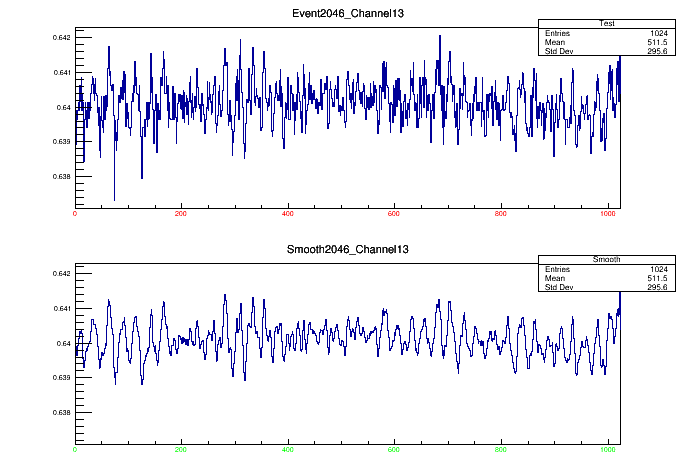 Event2046_Channel13
Test
Entries 1024
Mean 511.5
Std Dev 295.6
0.642
0.641
0.64
0.639
0.638
0 200 400 600 800 1000
Smooth2046_Channel13
Smooth
Entries 1024
Mean 511.5
Std Dev 295.6
0.642
0.641
0.64
0.639
0.638
0 200 400 600 800 1000